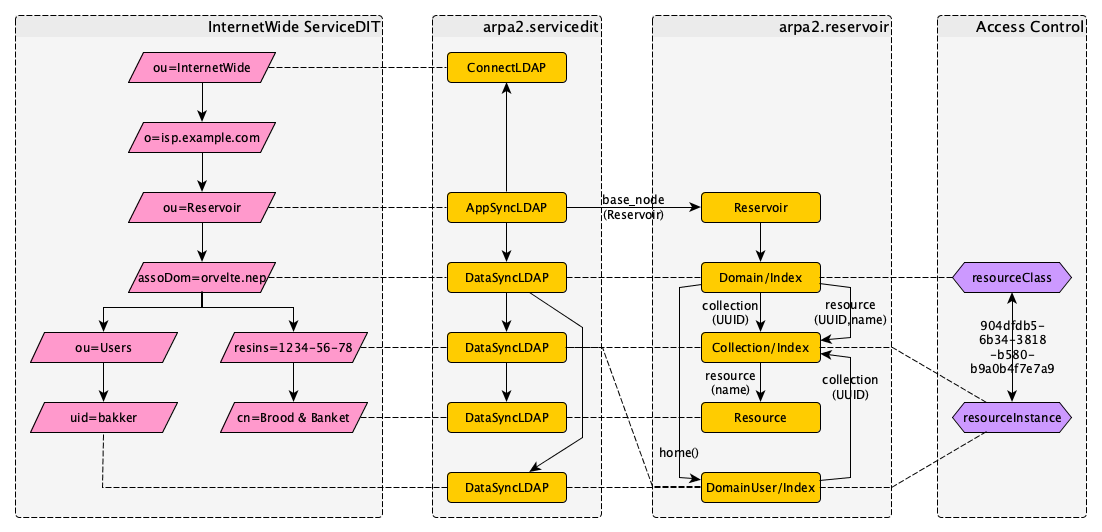 InternetWide ServiceDIT
arpa2.servicedit
arpa2.reservoir
Access Control
ou=InternetWide
ConnectLDAP
o=isp.example.com
ou=Reservoir
AppSyncLDAP
base_node
(Reservoir)
Reservoir
assoDom=orvelte.nep
DataSyncLDAP
Domain/Index
resourceClass
collection
(UUID)
resource
(UUID,name)
ou=Users
resins=1234-56-78
DataSyncLDAP
Collection/Index
904dfdb5-
6b34-3818
-b580-
b9a0b4f7e7a9
resource
(name)
collection
(UUID)
uid=bakker
cn=Brood & Banket
DataSyncLDAP
Resource
resourceInstance
home()
DataSyncLDAP
DomainUser/Index